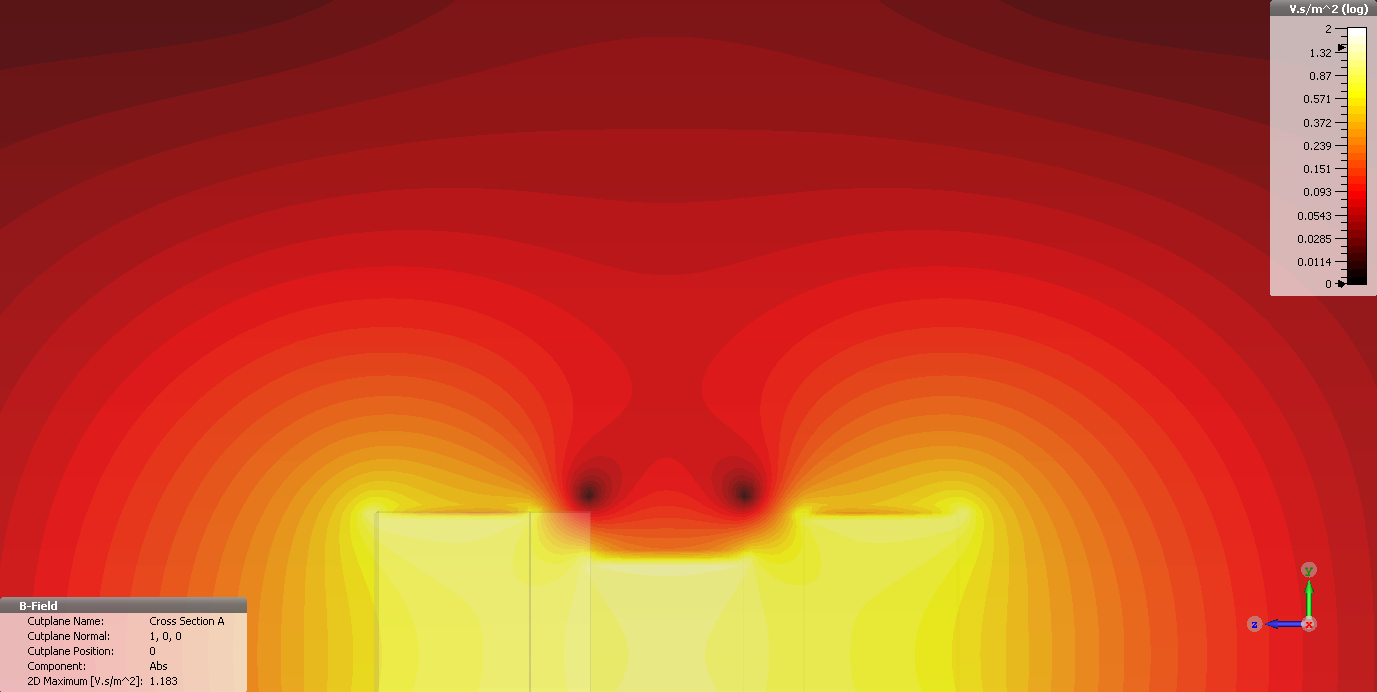 V.s/m^2 (log)
2
1.32
0.87
0.571
0.372
0.239
0.151
0.093
0.0543
0.0285
0.0114
0
y
z
x
B-Field
Cutplane Name: Cross Section A
Cutplane Normal: 1, 0, 0
Cutplane Position: 0
Component: Abs
2D Maximum [V.s/m^2]: 1.183